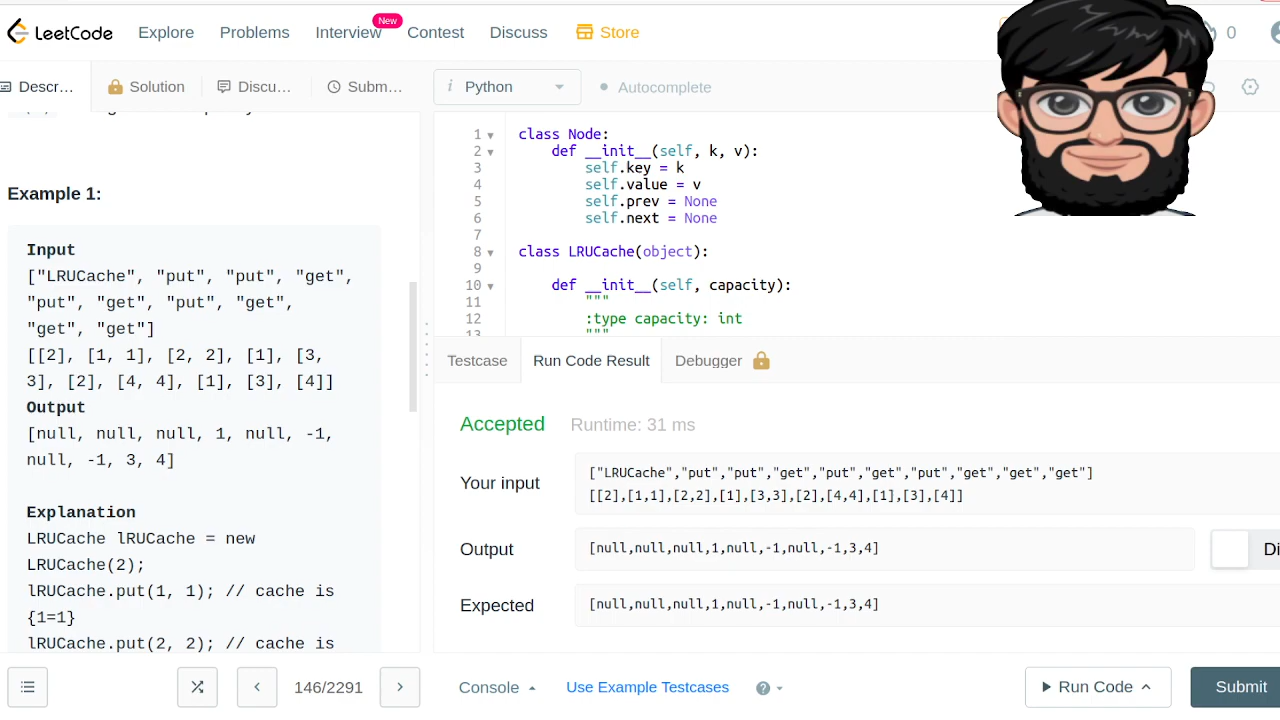 LeetCode Explore Problems Interview New Contest Discuss Store 0
Descr... Solution Discu... Subm... i Python Autocomplete
Example 1:
Input
["LRUCache", "put", "put", "get",
"put", "get", "put", "get",
"get", "get"]
[[2], [1, 1], [2, 2], [1], [3,
3], [2], [4, 4], [1], [3], [4]]
Output
[null, null, null, 1, null, -1,
null, -1, 3, 4]
Explanation
LRUCache lRUCache = new
LRUCache(2);
lRUCache.put(1, 1); // cache is
{1=1}
lRUCache.put(2, 2); // cache is
1 class Node:
2 def __init__(self, k, v):
3 self.key = k
4 self.value = v
5 self.prev = None
6 self.next = None
7
8 class LRUCache(object):
9
10 def __init__(self, capacity):
11 """
12 :type capacity: int
13 """
Testcase Run Code Result Debugger
Accepted Runtime: 31 ms
Your input
["LRUCache","put","put","get","put","get","put","get","get","get"]
[[2],[1,1],[2,2],[1],[3,3],[2],[4,4],[1],[3],[4]]
Output [null,null,null,1,null,-1,null,-1,3,4] Di
Expected [null,null,null,1,null,-1,null,-1,3,4]
146/2291 Console Use Example Testcases ? Run Code Submit